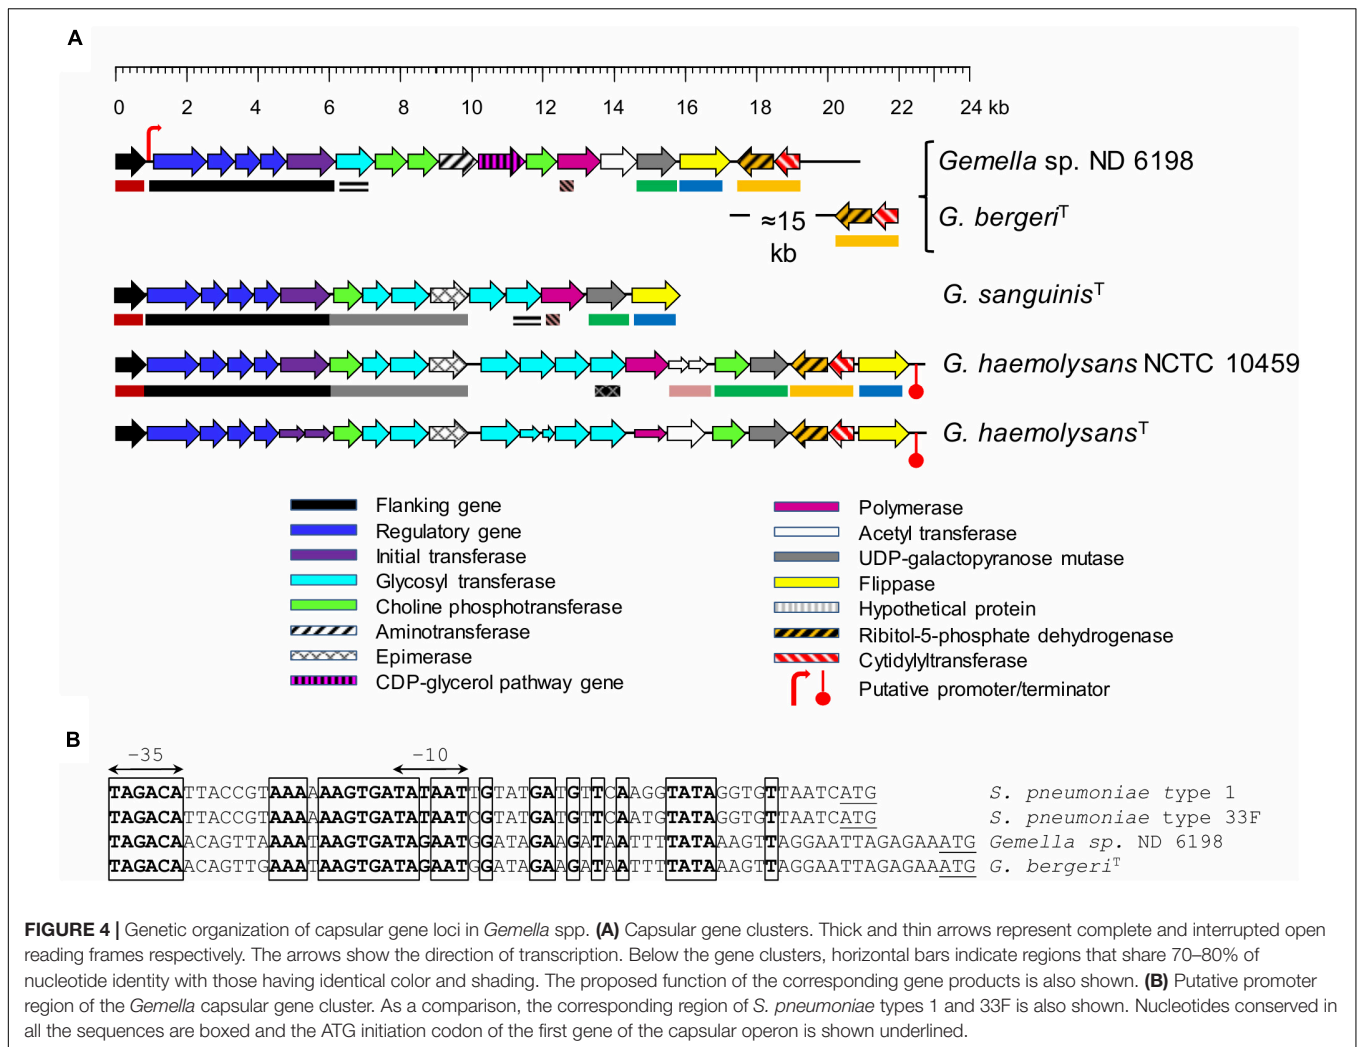 A
0 2 4 6 8 10 12 14 16 18 20 22 24 kb
Gemella sp. ND 6198
≈15
kb
G. bergeriT
G. sanguinisT
G. haemolysans NCTC 10459
G. haemolysansT
Flanking gene
Regulatory gene
Initial transferase
Glycosyl transferase
Choline phosphotransferase
Aminotransferase
Epimerase
CDP-glycerol pathway gene
Polymerase
Acetyl transferase
UDP-galactopyranose mutase
Flippase
Hypothetical protein
Ribitol-5-phosphate dehydrogenase
Cytidylyltransferase
Putative promoter/terminator
B
−35 −10
TAGACATTACCGTAAAAAAGTGATATAATTGTATGATGTTCAAGGTATAGGTGTTAATCATG S. pneumoniae type 1
TAGACATTACCGTAAAAAAGTGATATAATCGTATGATGTTCAATGTATAGGTGTTAATCATG S. pneumoniae type 33F
TAGACAACAGTTAAAATAAGTGATAGAATGGATAGAAGATAATTTTATAAAGTTAGGAATTAGAGAAATG Gemella sp. ND 6198
TAGACAACAGTTGAAATAAGTGATAGAATGGATAGAAGATAATTTTATAAAGTTAGGAATTAGAGAAATG G. bergeriT
FIGURE 4 | Genetic organization of capsular gene loci in Gemella spp. (A) Capsular gene clusters. Thick and thin arrows represent complete and interrupted open
reading frames respectively. The arrows show the direction of transcription. Below the gene clusters, horizontal bars indicate regions that share 70–80% of
nucleotide identity with those having identical color and shading. The proposed function of the corresponding gene products is also shown. (B) Putative promoter
region of the Gemella capsular gene cluster. As a comparison, the corresponding region of S. pneumoniae types 1 and 33F is also shown. Nucleotides conserved in
all the sequences are boxed and the ATG initiation codon of the first gene of the capsular operon is shown underlined.